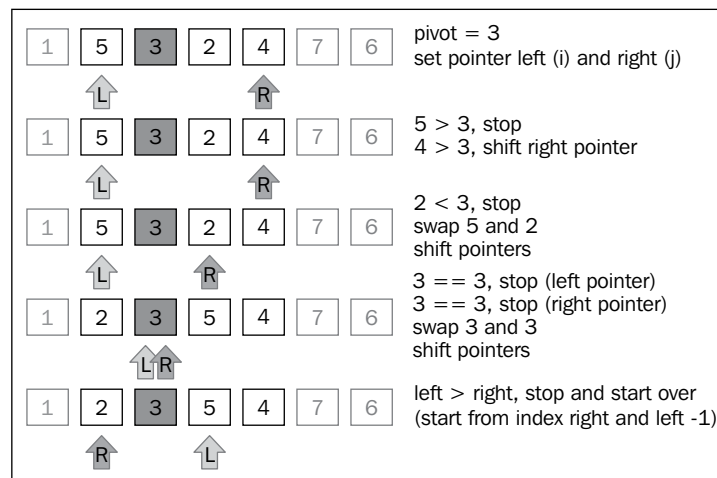 1 5 3 2 4 7 6
pivot = 3
set pointer left (i) and right (j)
L R
1 5 3 2 4 7 6
5 > 3, stop
4 > 3, shift right pointer
L R
1 5 3 2 4 7 6
2 < 3, stop
swap 5 and 2
shift pointers
L R
1 2 3 5 4 7 6
3 == 3, stop (left pointer)
3 == 3, stop (right pointer)
swap 3 and 3
shift pointers
L R
1 2 3 5 4 7 6
left > right, stop and start over
(start from index right and left -1)
R L